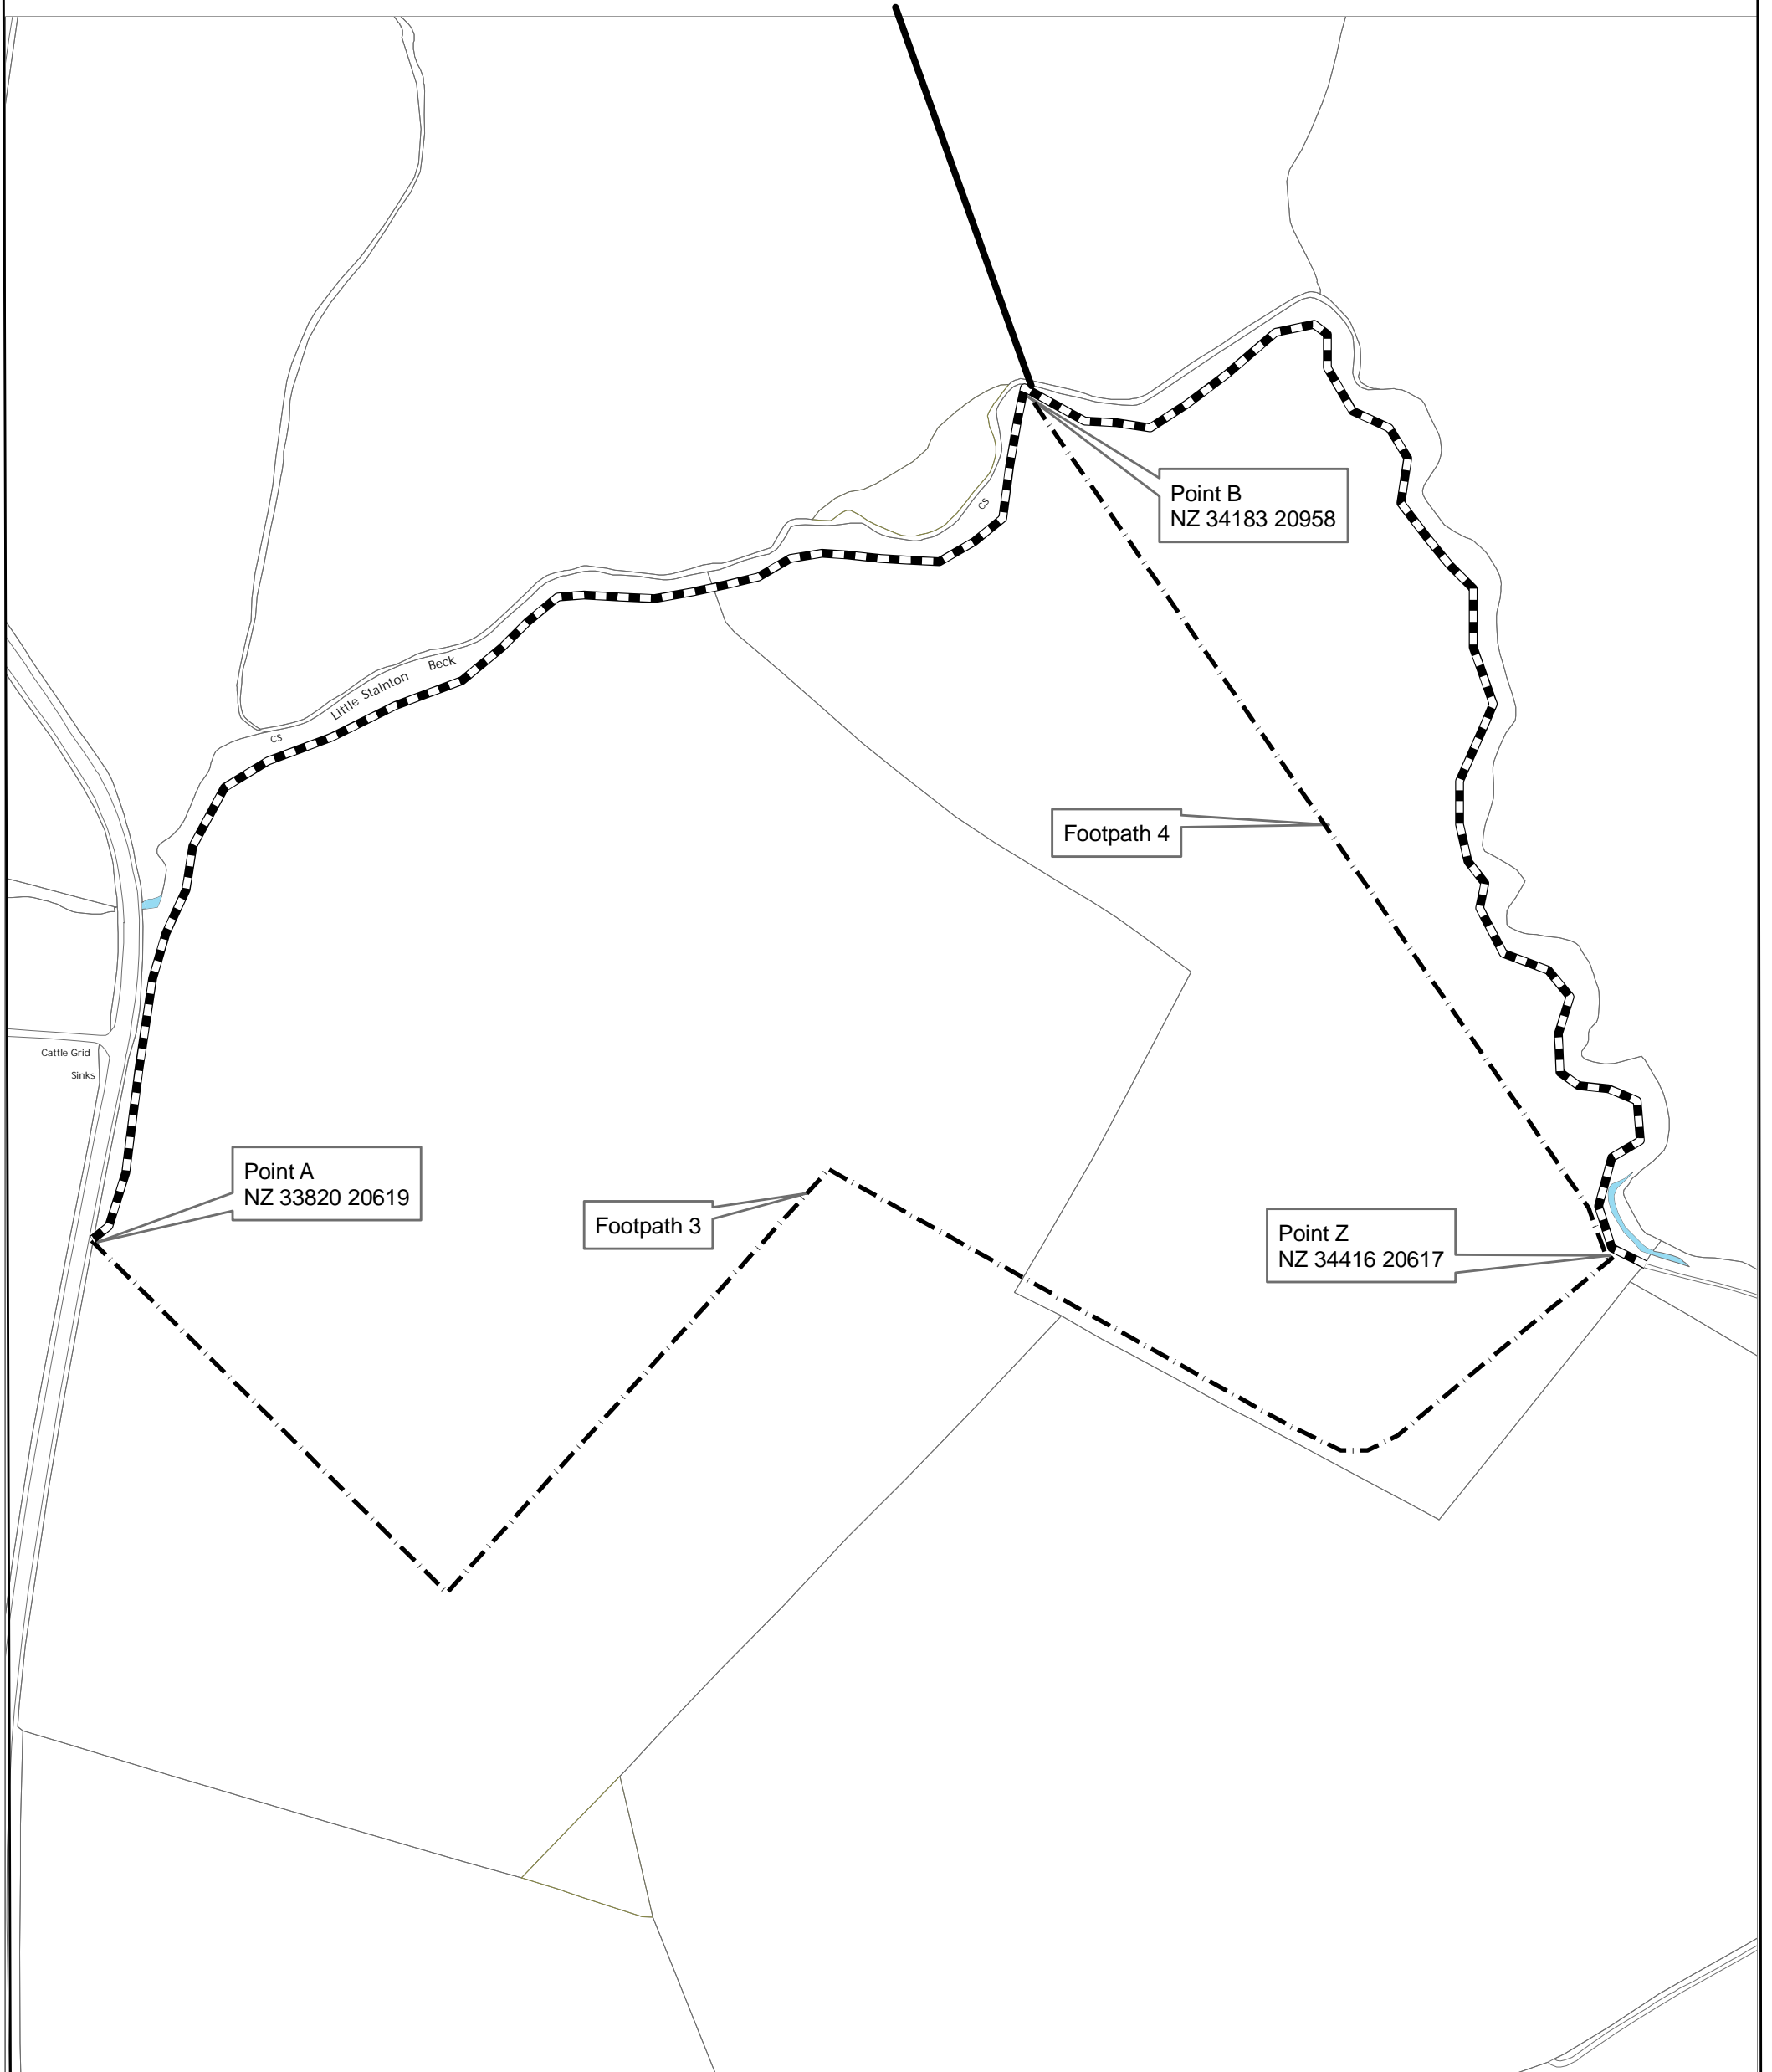 Point B
NZ 34183 20958
CS
Little Stainton Beck
CS
Footpath 4
Cattle Grid
Sinks
Point A
NZ 33820 20619
Footpath 3
Point Z
NZ 34416 20617